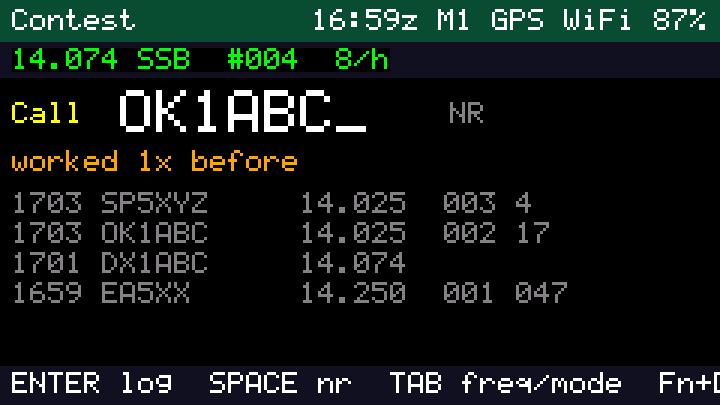 Contest 16:59z M1 GPS WiFi 87%
14.074 SSB #004 8/h
Call OK1ABC_ NR
worked 1x before
1703 SP5XYZ 14.025 003 4
1703 OK1ABC 14.025 002 17
1701 DX1ABC 14.074
1659 EA5XX 14.250 001 047
ENTER log SPACE nr TAB freq/mode Fn+D